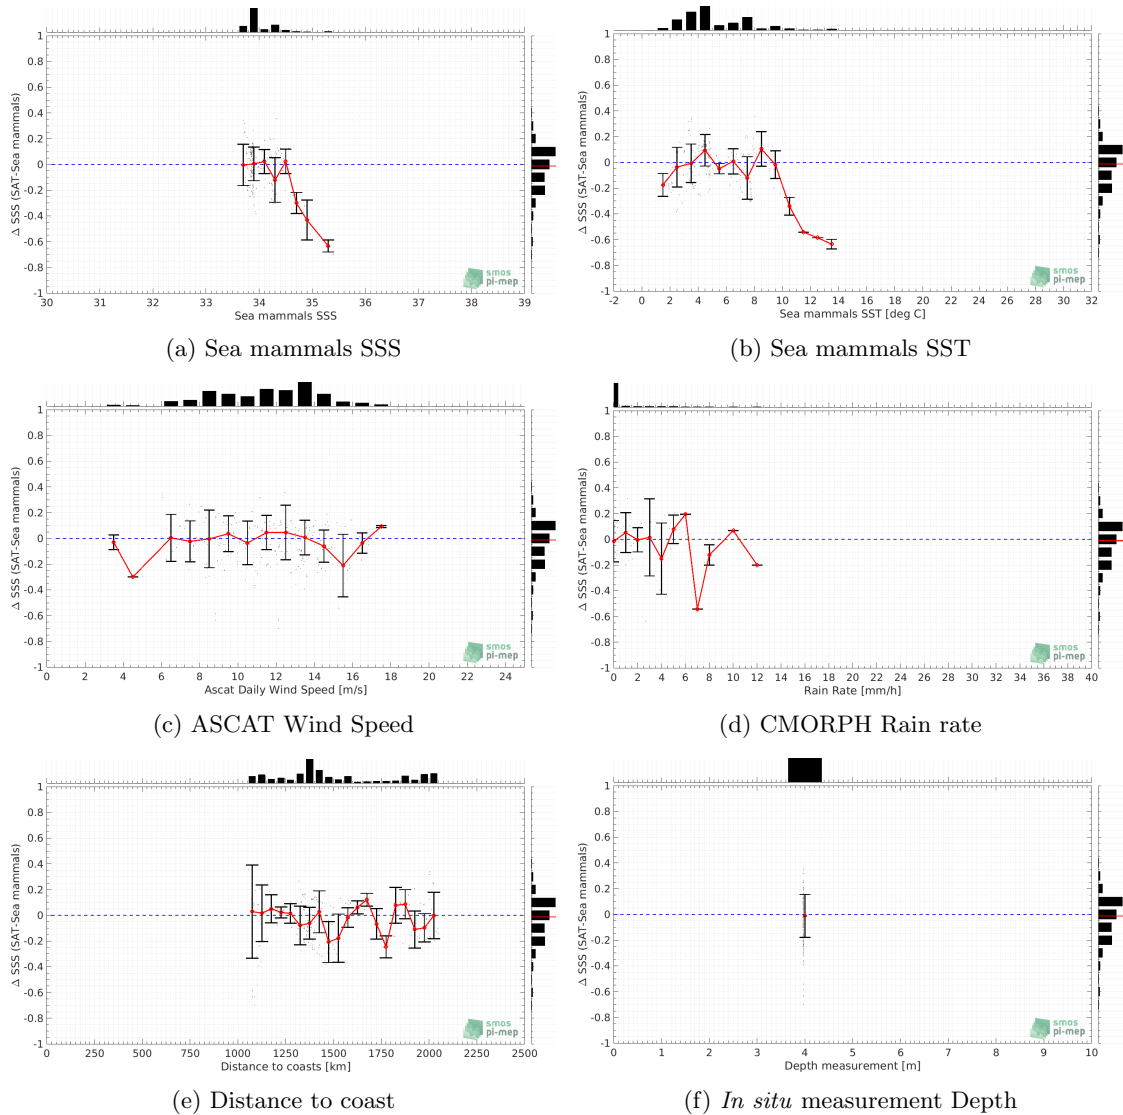 1
0.8
0.6
0.4
0.2
0
-0.2
-0.4
-0.6
-0.8
-1
Δ SSS (SAT-Sea mammals)
30 31 32 33 34 35 36 37 38 39
Sea mammals SSS
smos
pi-mep
(a) Sea mammals SSS
1
0.8
0.6
0.4
0.2
0
-0.2
-0.4
-0.6
-0.8
-1
Δ SSS (SAT-Sea mammals)
-2 0 2 4 6 8 10 12 14 16 18 20 22 24 26 28 30 32
Sea mammals SST [deg C]
smos
pi-mep
(b) Sea mammals SST
1
0.8
0.6
0.4
0.2
0
-0.2
-0.4
-0.6
-0.8
-1
Δ SSS (SAT-Sea mammals)
0 2 4 6 8 10 12 14 16 18 20 22 24
Ascat Daily Wind Speed [m/s]
smos
pi-mep
(c) ASCAT Wind Speed
1
0.8
0.6
0.4
0.2
0
-0.2
-0.4
-0.6
-0.8
-1
Δ SSS (SAT-Sea mammals)
0 2 4 6 8 10 12 14 16 18 20 22 24 26 28 30 32 34 36 38 40
Rain Rate [mm/h]
smos
pi-mep
(d) CMORPH Rain rate
1
0.8
0.6
0.4
0.2
0
-0.2
-0.4
-0.6
-0.8
-1
Δ SSS (SAT-Sea mammals)
0 250 500 750 1000 1250 1500 1750 2000 2250 2500
Distance to coasts [km]
smos
pi-mep
(e) Distance to coast
1
0.8
0.6
0.4
0.2
0
-0.2
-0.4
-0.6
-0.8
-1
Δ SSS (SAT-Sea mammals)
0 1 2 3 4 5 6 7 8 9 10
Depth measurement [m]
smos
pi-mep
(f) In situ measurement Depth